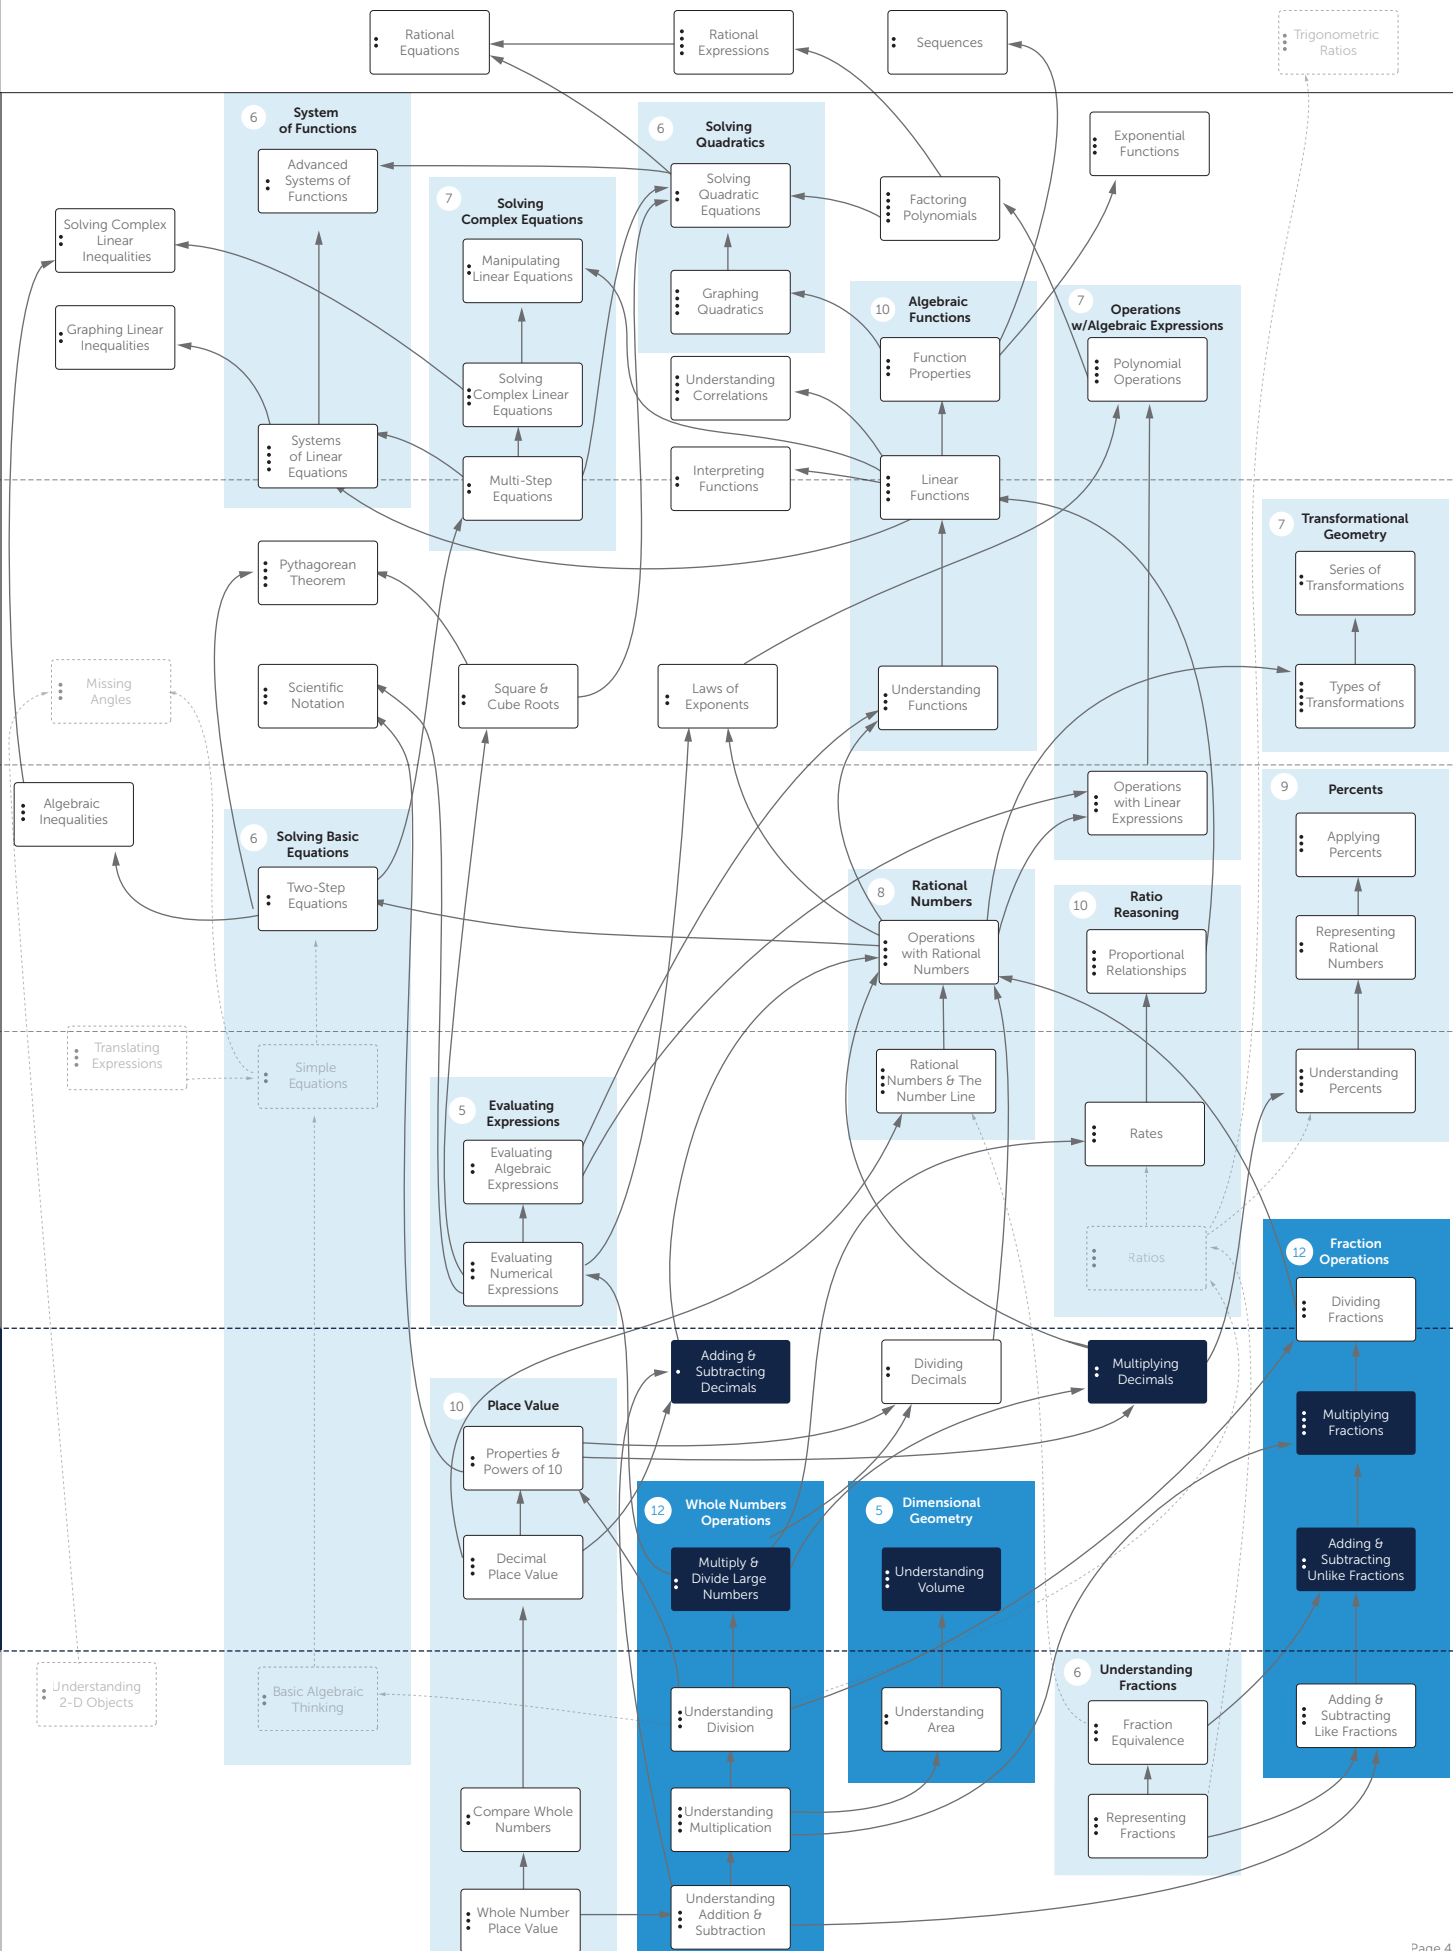 Rational
Equations
Rational
Expressions
Sequences
Trigonometric
Ratios
6
System
of Functions
Advanced
Systems of
Functions
6
Solving
Quadratics
Solving
Quadratic
Equations
Factoring
Polynomials
Exponential
Functions
Solving Complex
Linear
Inequalities
7
Solving
Complex Equations
Manipulating
Linear Equations
Graphing
Quadratics
10
Algebraic
Functions
7
Operations
w/Algebraic Expressions
Graphing Linear
Inequalities
Solving
Complex Linear
Equations
Understanding
Correlations
Function
Properties
Polynomial
Operations
Systems
of Linear
Equations
Multi-Step
Equations
Interpreting
Functions
Linear
Functions
7
Transformational
Geometry
Series of
Transformations
Pythagorean
Theorem
Missing
Angles
Scientific
Notation
Square &
Cube Roots
Laws of
Exponents
Understanding
Functions
Types of
Transformations
Algebraic
Inequalities
6
Solving Basic
Equations
Two-Step
Equations
Operations
with Linear
Expressions
9
Percents
Applying
Percents
8
Rational
Numbers
Operations
with Rational
Numbers
10
Ratio
Reasoning
Proportional
Relationships
Representing
Rational
Numbers
Translating
Expressions
Simple
Equations
5
Evaluating
Expressions
Evaluating
Algebraic
Expressions
Rational
Numbers & The
Number Line
Rates
Understanding
Percents
Evaluating
Numerical
Expressions
Ratios
12
Fraction
Operations
Dividing
Fractions
10
Place Value
Properties &
Powers of 10
Adding &
Subtracting
Decimals
Dividing
Decimals
Multiplying
Decimals
Multiplying
Fractions
12
Whole Numbers
Operations
5
Dimensional
Geometry
Decimal
Place Value
Multiply &
Divide Large
Numbers
Understanding
Volume
Adding &
Subtracting
Unlike Fractions
Understanding
2-D Objects
Basic Algebraic
Thinking
Understanding
Division
Understanding
Area
6
Understanding
Fractions
Fraction
Equivalence
Adding &
Subtracting
Like Fractions
Compare Whole
Numbers
Understanding
Multiplication
Representing
Fractions
Whole Number
Place Value
Understanding
Addition &
Subtraction
Page 4